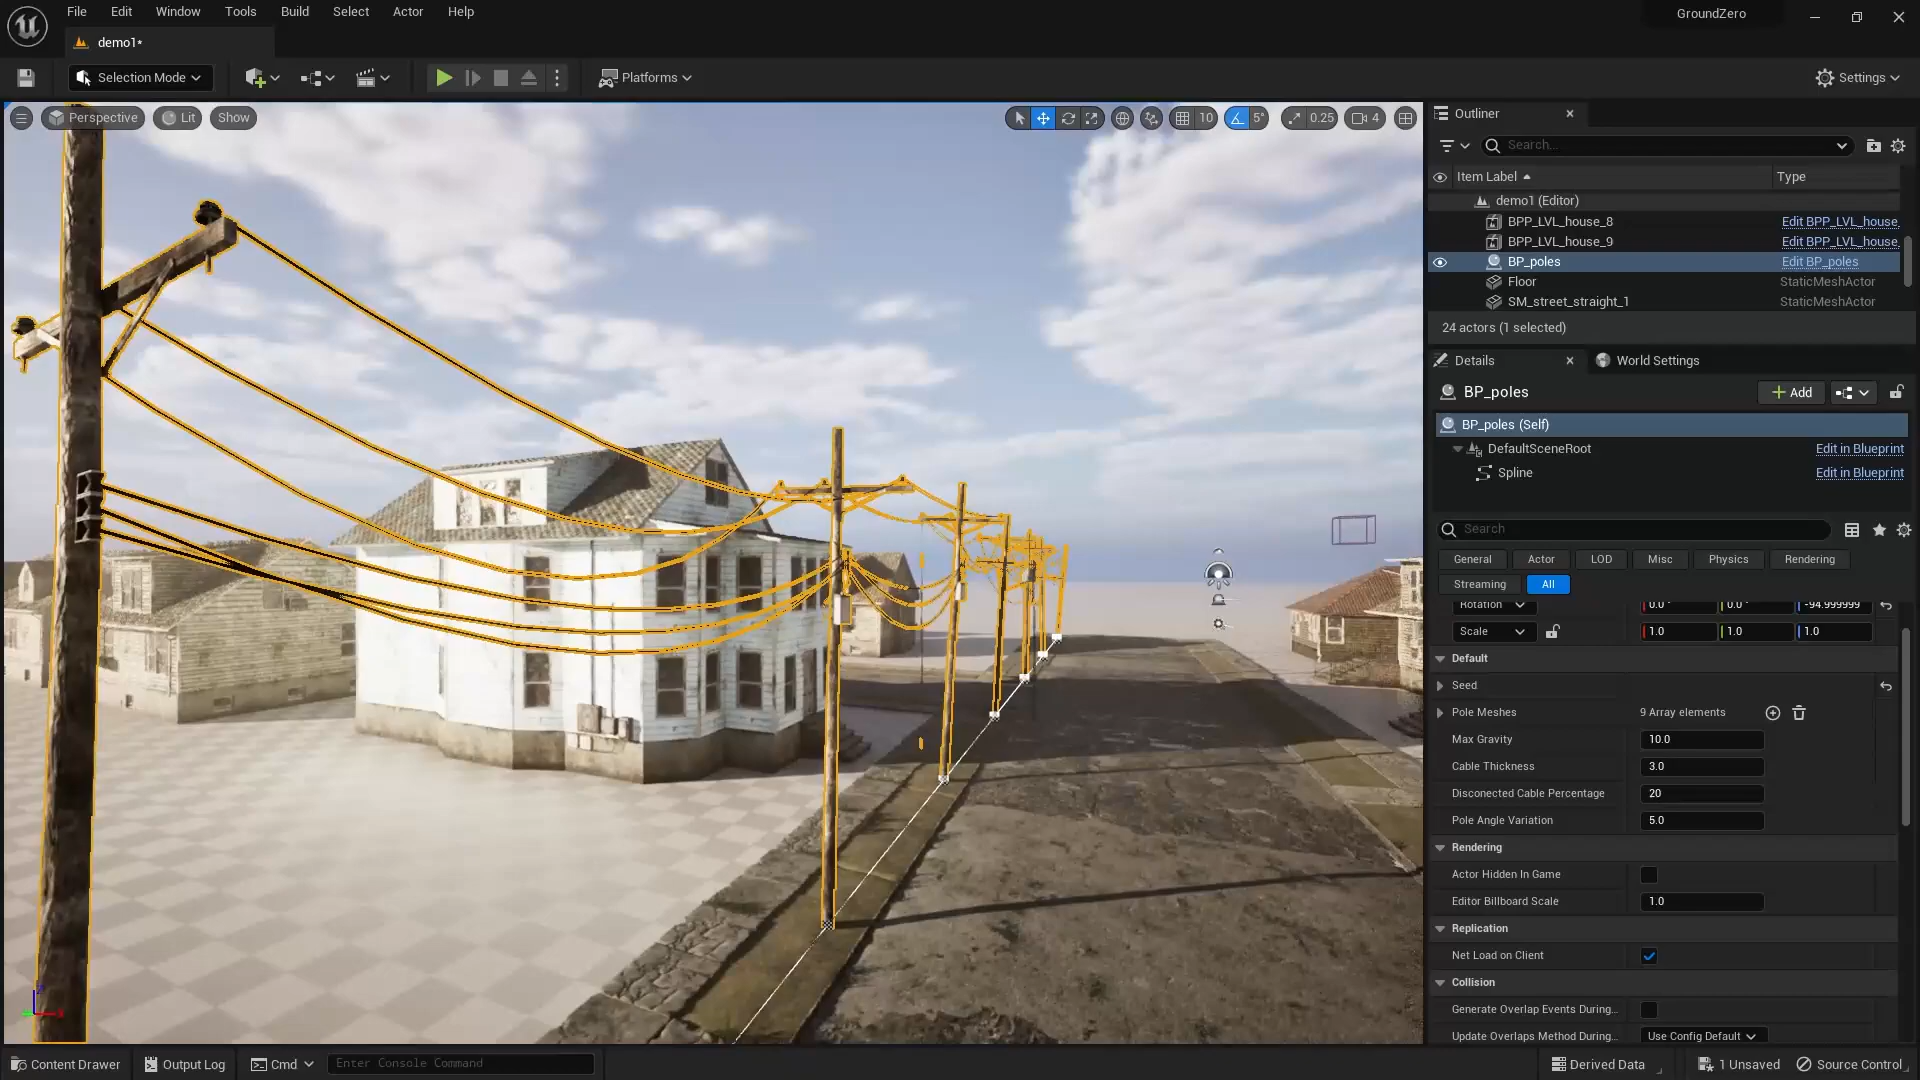 File Edit Window Tools Build Select Actor Help
GroundZero
demo1*
Selection Mode
Platforms
Settings
Perspective Lit Show
10 5° 0.25 4
Outliner
Search...
Item Label Type
demo1 (Editor)
BPP_LVL_house_8 Edit BPP_LVL_house_
BPP_LVL_house_9 Edit BPP_LVL_house_
BP_poles Edit BP_poles
Floor StaticMeshActor
SM_street_straight_1 StaticMeshActor
24 actors (1 selected)
Details World Settings
BP_poles Add
BP_poles (Self)
DefaultSceneRoot Edit in Blueprint
Spline Edit in Blueprint
Search
General Actor LOD Misc Physics Rendering
Streaming All
Rotation 0.0° 0.0° -94.999999
Scale 1.0 1.0 1.0
Default
Seed
Pole Meshes 9 Array elements
Max Gravity 10.0
Cable Thickness 3.0
Disconected Cable Percentage 20
Pole Angle Variation 5.0
Rendering
Actor Hidden In Game
Editor Billboard Scale 1.0
Replication
Net Load on Client
Collision
Generate Overlap Events During...
Update Overlaps Method During... Use Config Default
Content Drawer Output Log Cmd Enter Console Command Derived Data 1 Unsaved Source Control